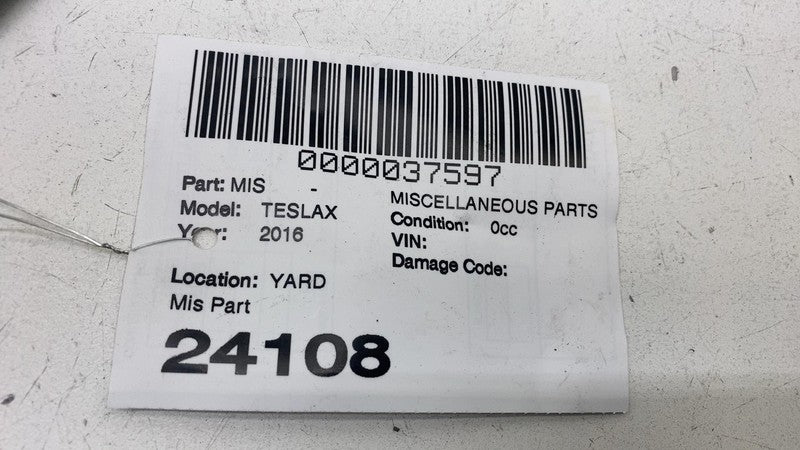 0000037597
Part: MIS - MISCELLANEOUS PARTS
Model: TESLAX Condition: 0cc
Year: 2016 VIN:
Damage Code:
Location: YARD
Mis Part
24108